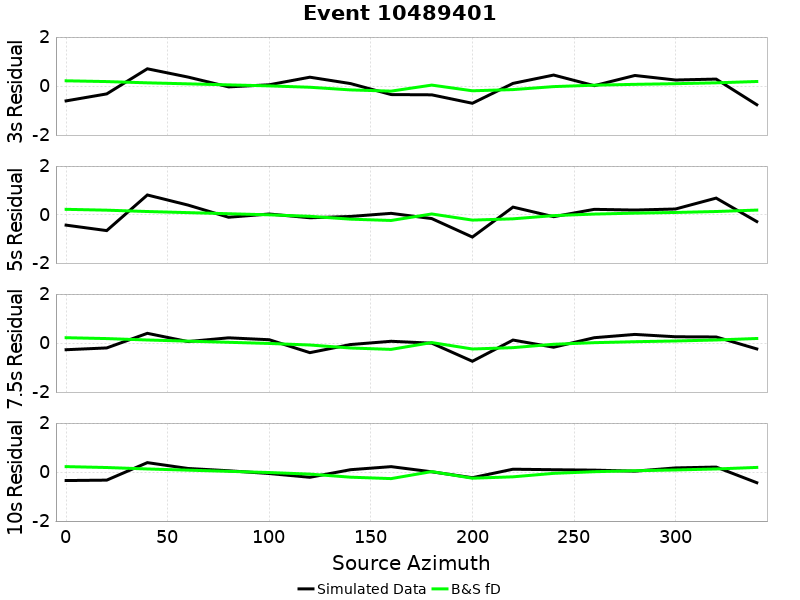 Event 10489401
3s Residual
2
0
-2
5s Residual
2
0
-2
7.5s Residual
2
0
-2
10s Residual
2
0
-2
0 50 100 150 200 250 300
Source Azimuth
Simulated Data B&S fD